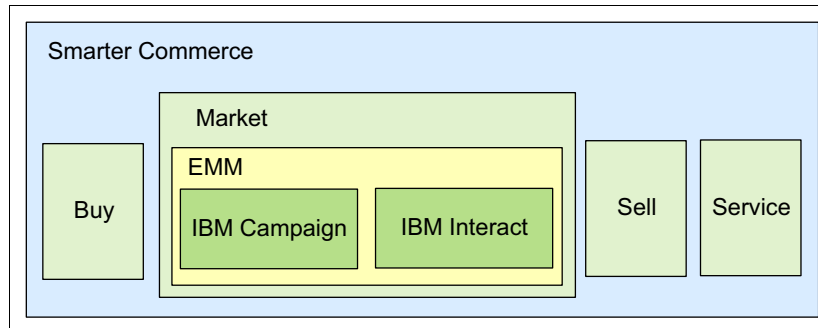 Smarter Commerce
Market
EMM
Buy
IBM Campaign
IBM Interact
Sell
Service